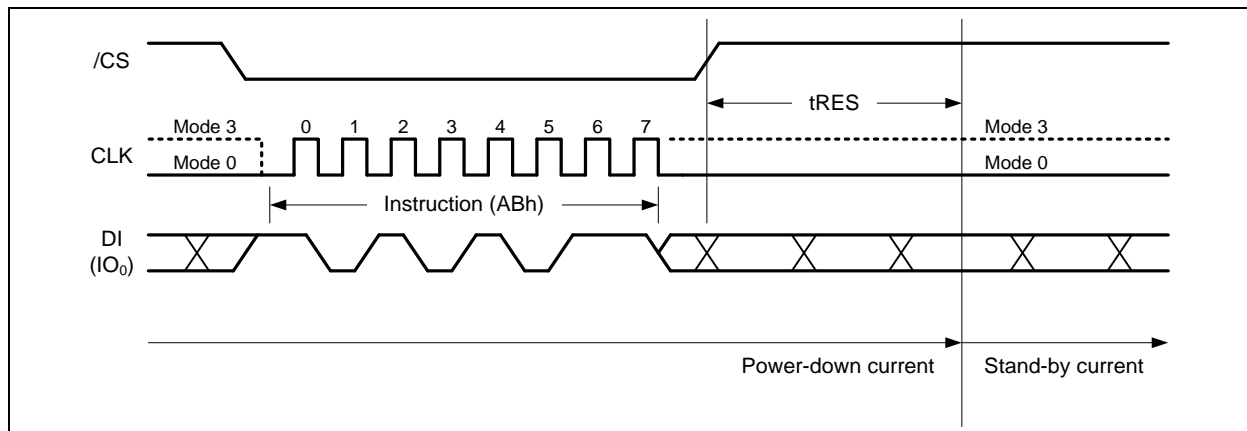 /CS
tRES
Mode 3 0 1 2 3 4 5 6 7 Mode 3
CLK
Mode 0 Mode 0
Instruction (ABh)
DI
(IO₀)
Power-down current Stand-by current